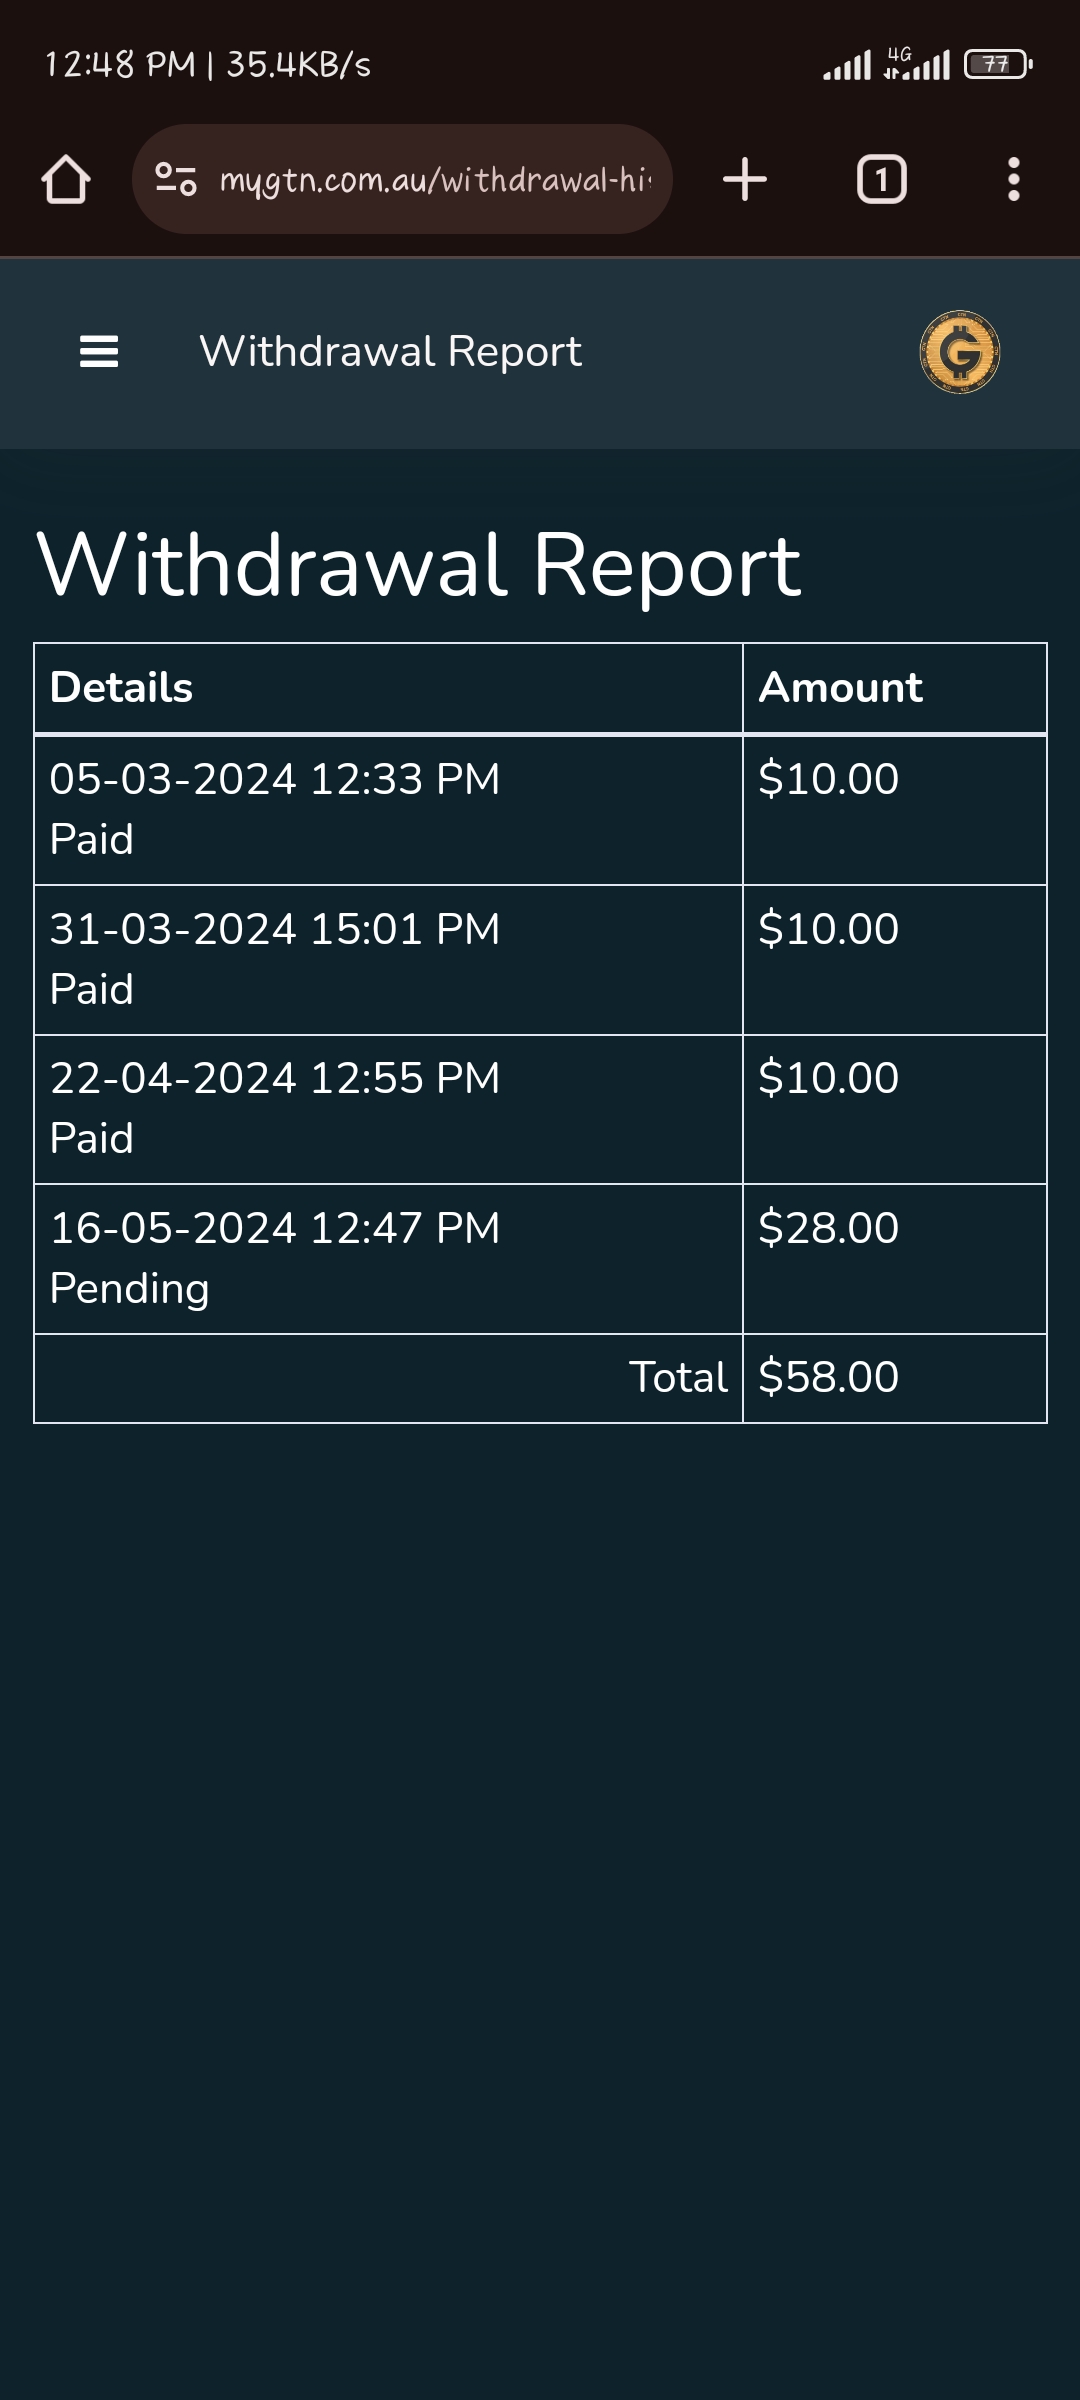 12:48 PM | 35.4KB/s
4G
77
mygtn.com.au/withdrawal-hi
1
Withdrawal Report
Withdrawal Report
Details Amount
05-03-2024 12:33 PM $10.00
Paid
31-03-2024 15:01 PM $10.00
Paid
22-04-2024 12:55 PM $10.00
Paid
16-05-2024 12:47 PM $28.00
Pending
Total $58.00